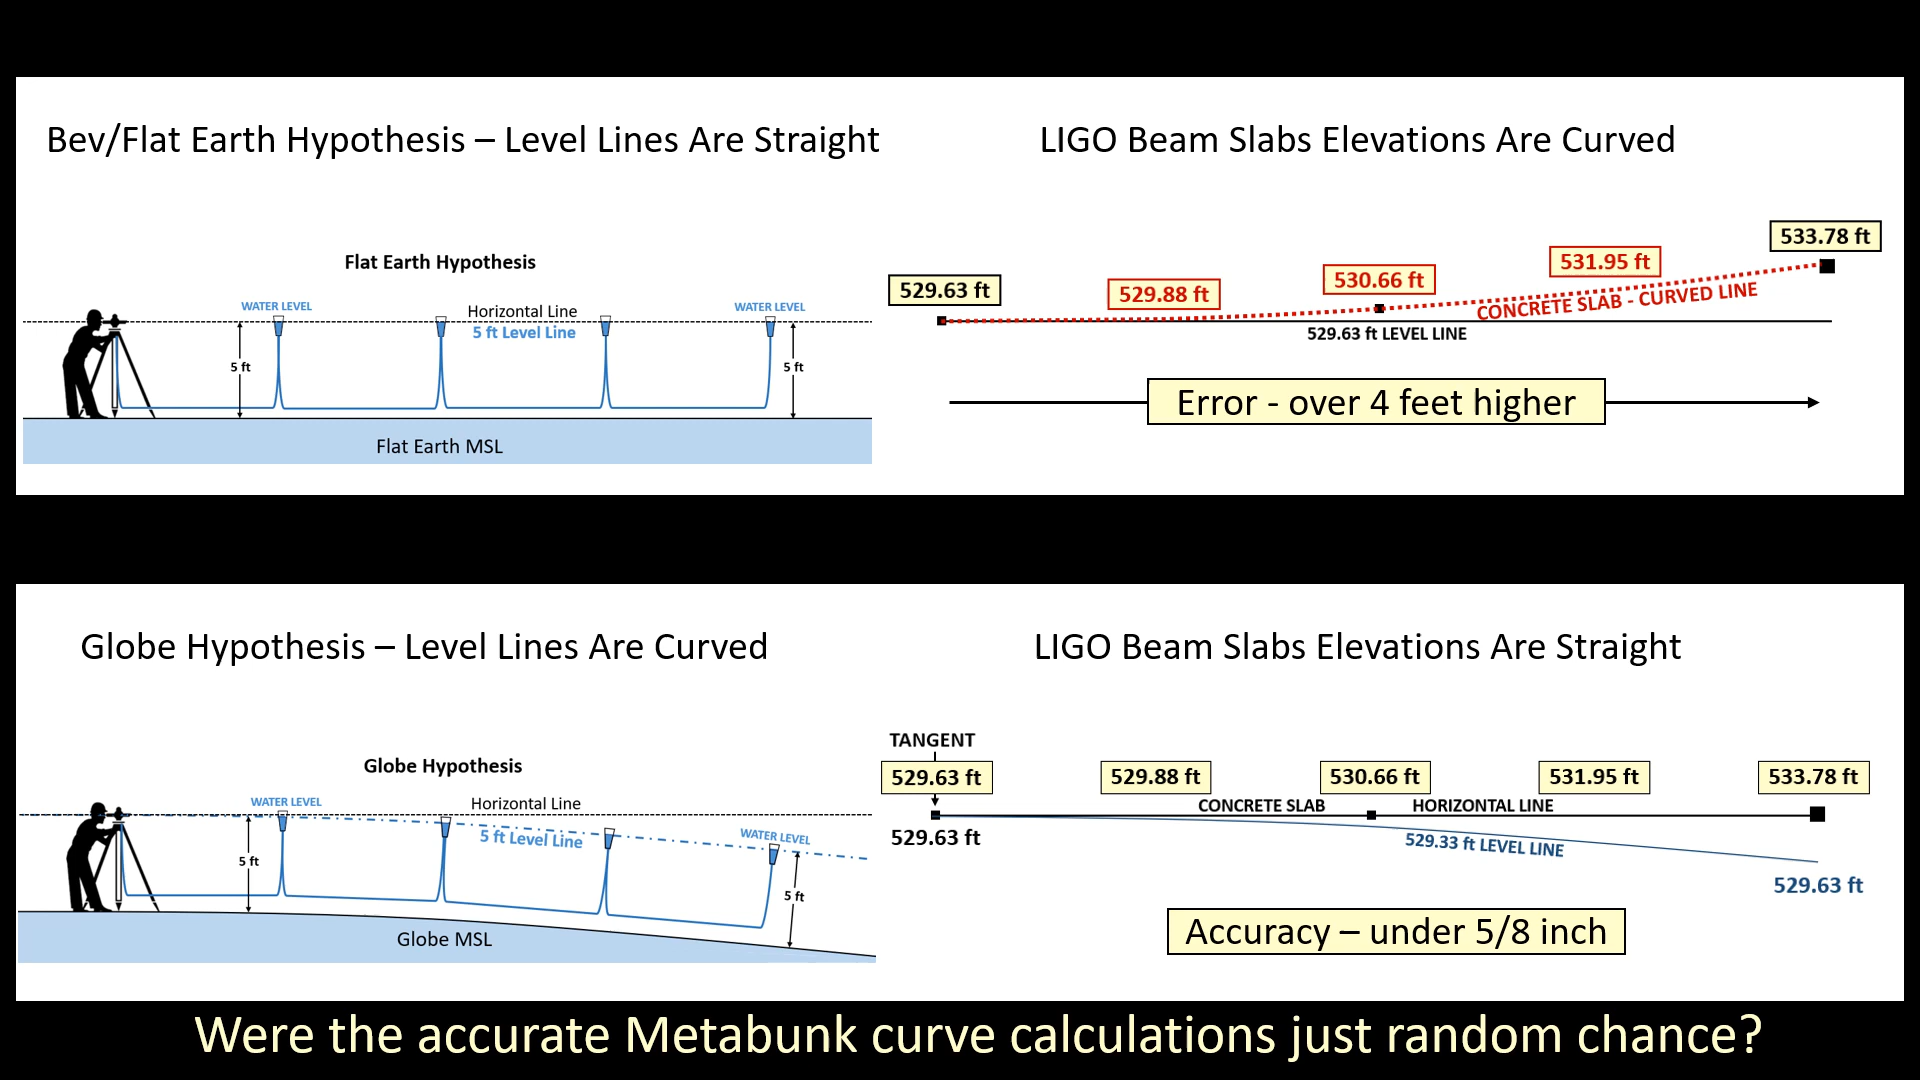 Bev/Flat Earth Hypothesis – Level Lines Are Straight
LIGO Beam Slabs Elevations Are Curved
Flat Earth Hypothesis
WATER LEVEL
Horizontal Line
5 ft Level Line
WATER LEVEL
5 ft
5 ft
Flat Earth MSL
529.63 ft
529.88 ft
530.66 ft
531.95 ft
533.78 ft
CONCRETE SLAB - CURVED LINE
529.63 ft LEVEL LINE
Error - over 4 feet higher
Globe Hypothesis – Level Lines Are Curved
LIGO Beam Slabs Elevations Are Straight
Globe Hypothesis
WATER LEVEL
Horizontal Line
5 ft Level Line
WATER LEVEL
5 ft
5 ft
Globe MSL
TANGENT
529.63 ft
529.88 ft
530.66 ft
531.95 ft
533.78 ft
CONCRETE SLAB
HORIZONTAL LINE
529.63 ft
529.33 ft LEVEL LINE
529.63 ft
Accuracy – under 5/8 inch
Were the accurate Metabunk curve calculations just random chance?